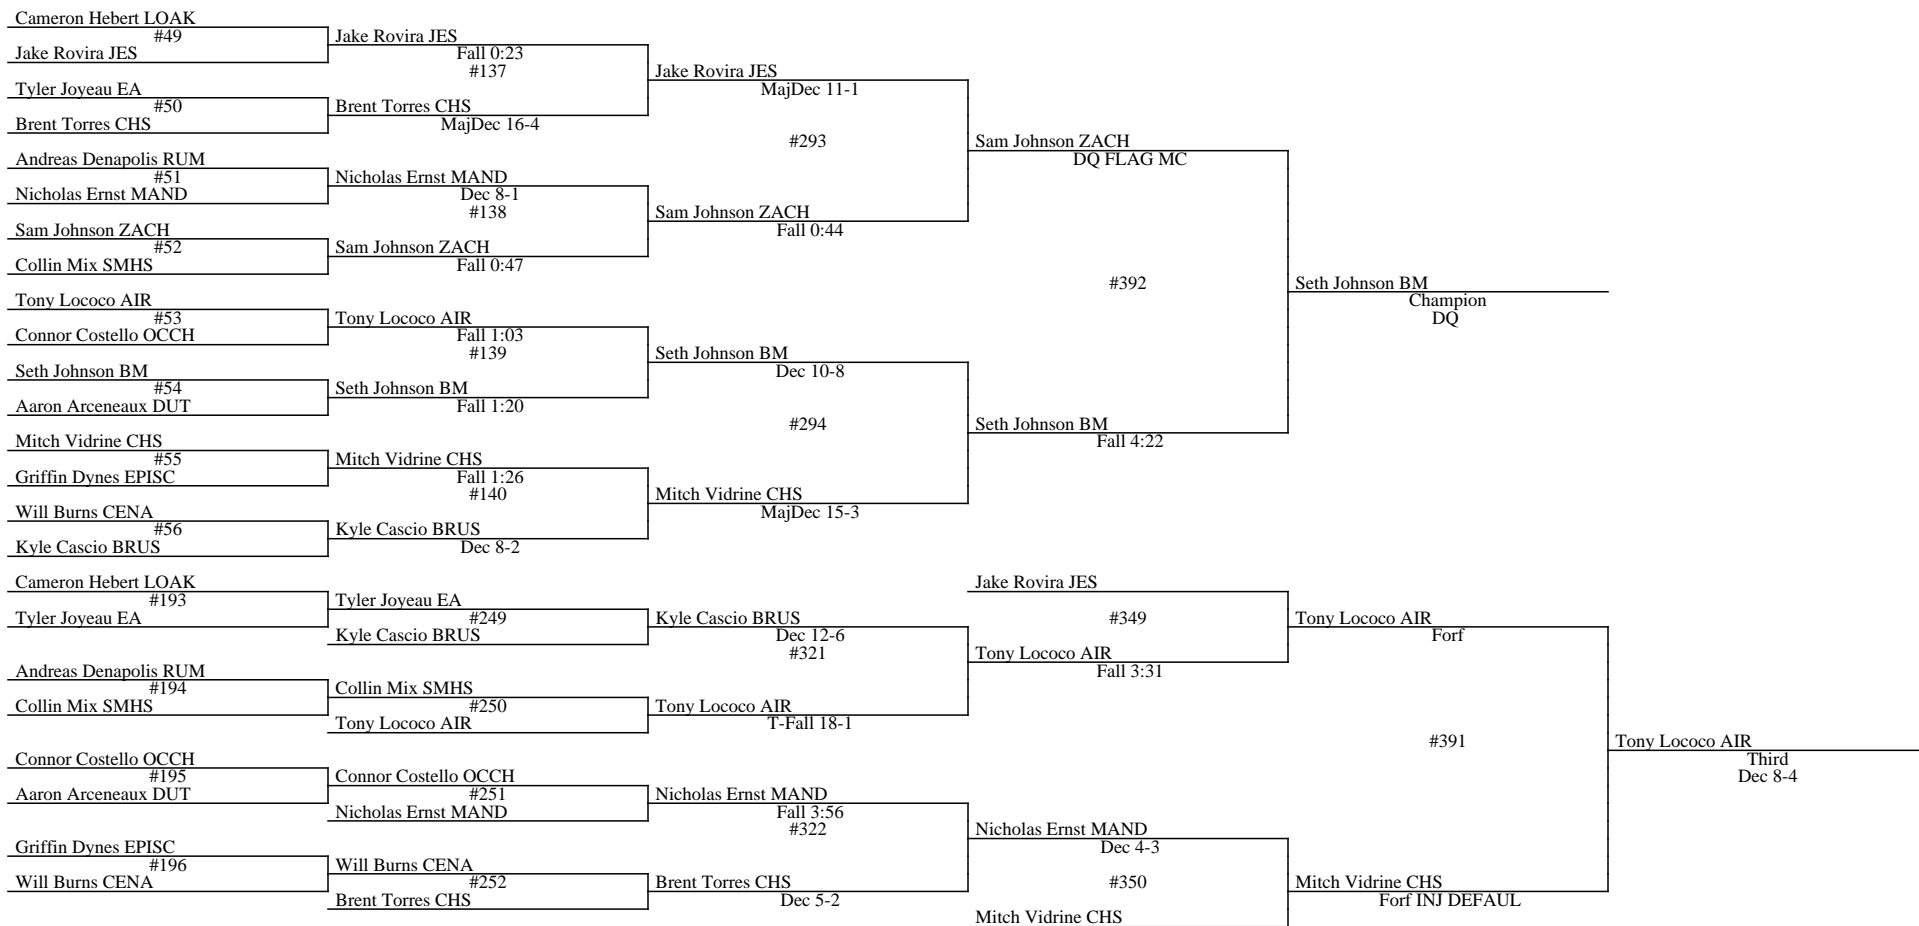 Cameron Hebert LOAK
#49
Jake Rovira JES
Tyler Joyeau EA
#50
Brent Torres CHS
Andreas Denapolis RUM
#51
Nicholas Ernst MAND
Sam Johnson ZACH
#52
Collin Mix SMHS
Tony Lococo AIR
#53
Connor Costello OCCH
Seth Johnson BM
#54
Aaron Arceneaux DUT
Mitch Vidrine CHS
#55
Griffin Dynes EPISC
Will Burns CENA
#56
Kyle Cascio BRUS
Jake Rovira JES
Fall 0:23
#137
Brent Torres CHS
MajDec 16-4
Nicholas Ernst MAND
Dec 8-1
#138
Sam Johnson ZACH
Fall 0:47
Tony Lococo AIR
Fall 1:03
#139
Seth Johnson BM
Fall 1:20
Mitch Vidrine CHS
Fall 1:26
#140
Kyle Cascio BRUS
Dec 8-2
Jake Rovira JES
MajDec 11-1
#293
Sam Johnson ZACH
Fall 0:44
Seth Johnson BM
Dec 10-8
#294
Mitch Vidrine CHS
MajDec 15-3
Sam Johnson ZACH
DQ FLAG MC
#392
Seth Johnson BM
Fall 4:22
Seth Johnson BM
Champion
DQ
Cameron Hebert LOAK
#193
Tyler Joyeau EA
Andreas Denapolis RUM
#194
Collin Mix SMHS
Connor Costello OCCH
#195
Aaron Arceneaux DUT
Griffin Dynes EPISC
#196
Will Burns CENA
Tyler Joyeau EA
#249
Kyle Cascio BRUS
Collin Mix SMHS
#250
Tony Lococo AIR
Connor Costello OCCH
#251
Nicholas Ernst MAND
Will Burns CENA
#252
Brent Torres CHS
Kyle Cascio BRUS
Dec 12-6
#321
Tony Lococo AIR
T-Fall 18-1
Nicholas Ernst MAND
Fall 3:56
#322
Brent Torres CHS
Dec 5-2
Jake Rovira JES
#349
Tony Lococo AIR
Fall 3:31
Nicholas Ernst MAND
Dec 4-3
#350
Mitch Vidrine CHS
Tony Lococo AIR
Forf
#391
Mitch Vidrine CHS
Forf INJ DEFAUL
Tony Lococo AIR
Third
Dec 8-4